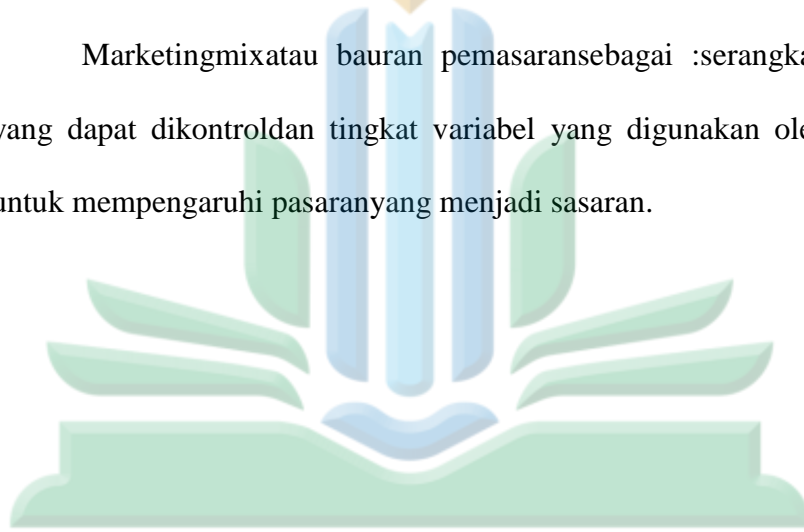 Marketingmixatau bauran pemasaransebagai :serangka
yang dapat dikontroldan tingkat variabel yang digunakan ole
untuk mempengaruhi pasaranyang menjadi sasaran.